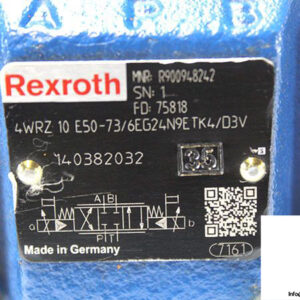 A P B
Rexroth
MNR: R900948242
SN: 1
FD: 75818
4WRZ 10 E50-73/6EG24N9ETK4/D3V
140382032
35
A B
a b
P T
Made in Germany
7161